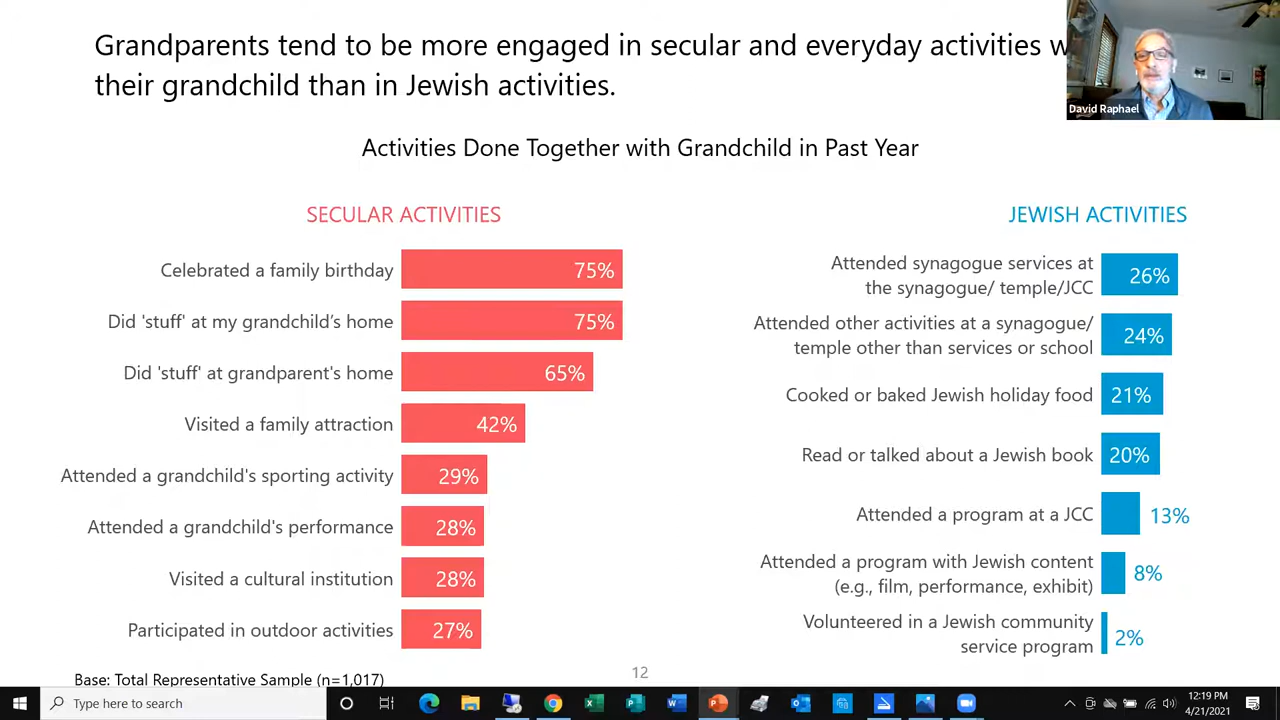 Grandparents tend to be more engaged in secular and everyday activities
their grandchild than in Jewish activities.
David Raphael
Activities Done Together with Grandchild in Past Year
SECULAR ACTIVITIES
Celebrated a family birthday
75%
Did 'stuff' at my grandchild’s home
75%
Did 'stuff' at grandparent's home
65%
Visited a family attraction
42%
Attended a grandchild's sporting activity
29%
Attended a grandchild's performance
28%
Visited a cultural institution
28%
Participated in outdoor activities
27%
JEWISH ACTIVITIES
Attended synagogue services at
the synagogue/ temple/JCC
26%
Attended other activities at a synagogue/
temple other than services or school
24%
Cooked or baked Jewish holiday food
21%
Read or talked about a Jewish book
20%
Attended a program at a JCC
13%
Attended a program with Jewish content
(e.g., film, performance, exhibit)
8%
Volunteered in a Jewish community
service program
2%
Base: Total Representative Sample (n=1,017)
12
Type here to search
12:19 PM
4/21/2021